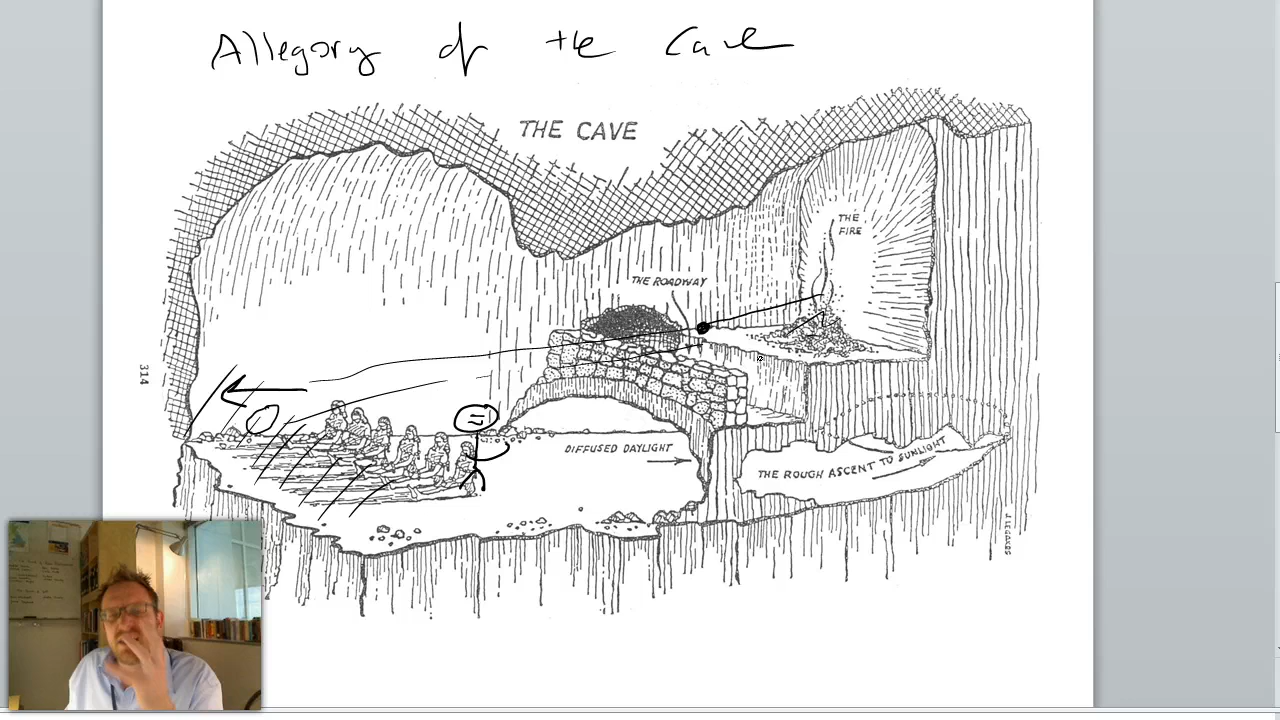 Allegory of the Cave
THE CAVE
THE FIRE
THE ROADWAY
314
DIFFUSED DAYLIGHT
THE ROUGH ASCENT TO SUNLIGHT